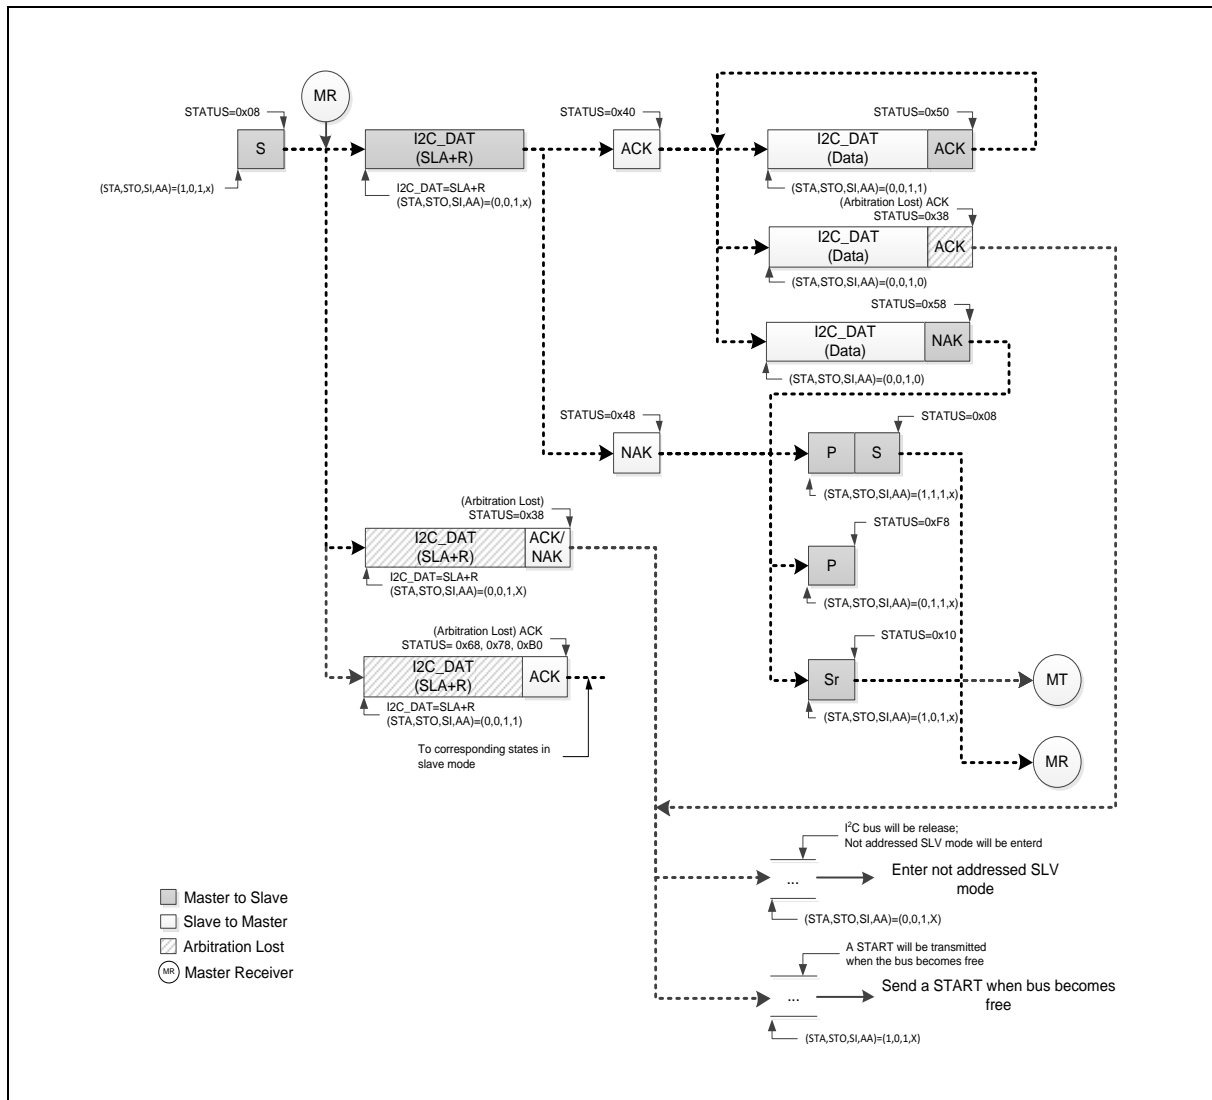 MR
STATUS=0x08
S
(STA,STO,SI,AA)=(1,0,1,x)
I2C_DAT
(SLA+R)
I2C_DAT=SLA+R
(STA,STO,SI,AA)=(0,0,1,x)
STATUS=0x40
ACK
STATUS=0x50
I2C_DAT
(Data)
ACK
(STA,STO,SI,AA)=(0,0,1,1)
(Arbitration Lost) ACK
STATUS=0x38
I2C_DAT
(Data)
ACK
(STA,STO,SI,AA)=(0,0,1,0)
STATUS=0x58
I2C_DAT
(Data)
NAK
(STA,STO,SI,AA)=(0,0,1,0)
STATUS=0x48
NAK
STATUS=0x08
P
S
(STA,STO,SI,AA)=(1,1,1,x)
(Arbitration Lost)
STATUS=0x38
I2C_DAT
(SLA+R)
ACK/
NAK
I2C_DAT=SLA+R
(STA,STO,SI,AA)=(0,0,1,X)
STATUS=0xF8
P
(STA,STO,SI,AA)=(0,1,1,x)
(Arbitration Lost) ACK
STATUS= 0x68, 0x78, 0xB0
I2C_DAT
(SLA+R)
ACK
I2C_DAT=SLA+R
(STA,STO,SI,AA)=(0,0,1,1)
To corresponding states in
slave mode
STATUS=0x10
Sr
(STA,STO,SI,AA)=(1,0,1,x)
MT
MR
I²C bus will be release;
Not addressed SLV mode will be enterd
...
Enter not addressed SLV
mode
(STA,STO,SI,AA)=(0,0,1,X)
A START will be transmitted
when the bus becomes free
...
Send a START when bus becomes
free
(STA,STO,SI,AA)=(1,0,1,X)
Master to Slave
Slave to Master
Arbitration Lost
MR Master Receiver